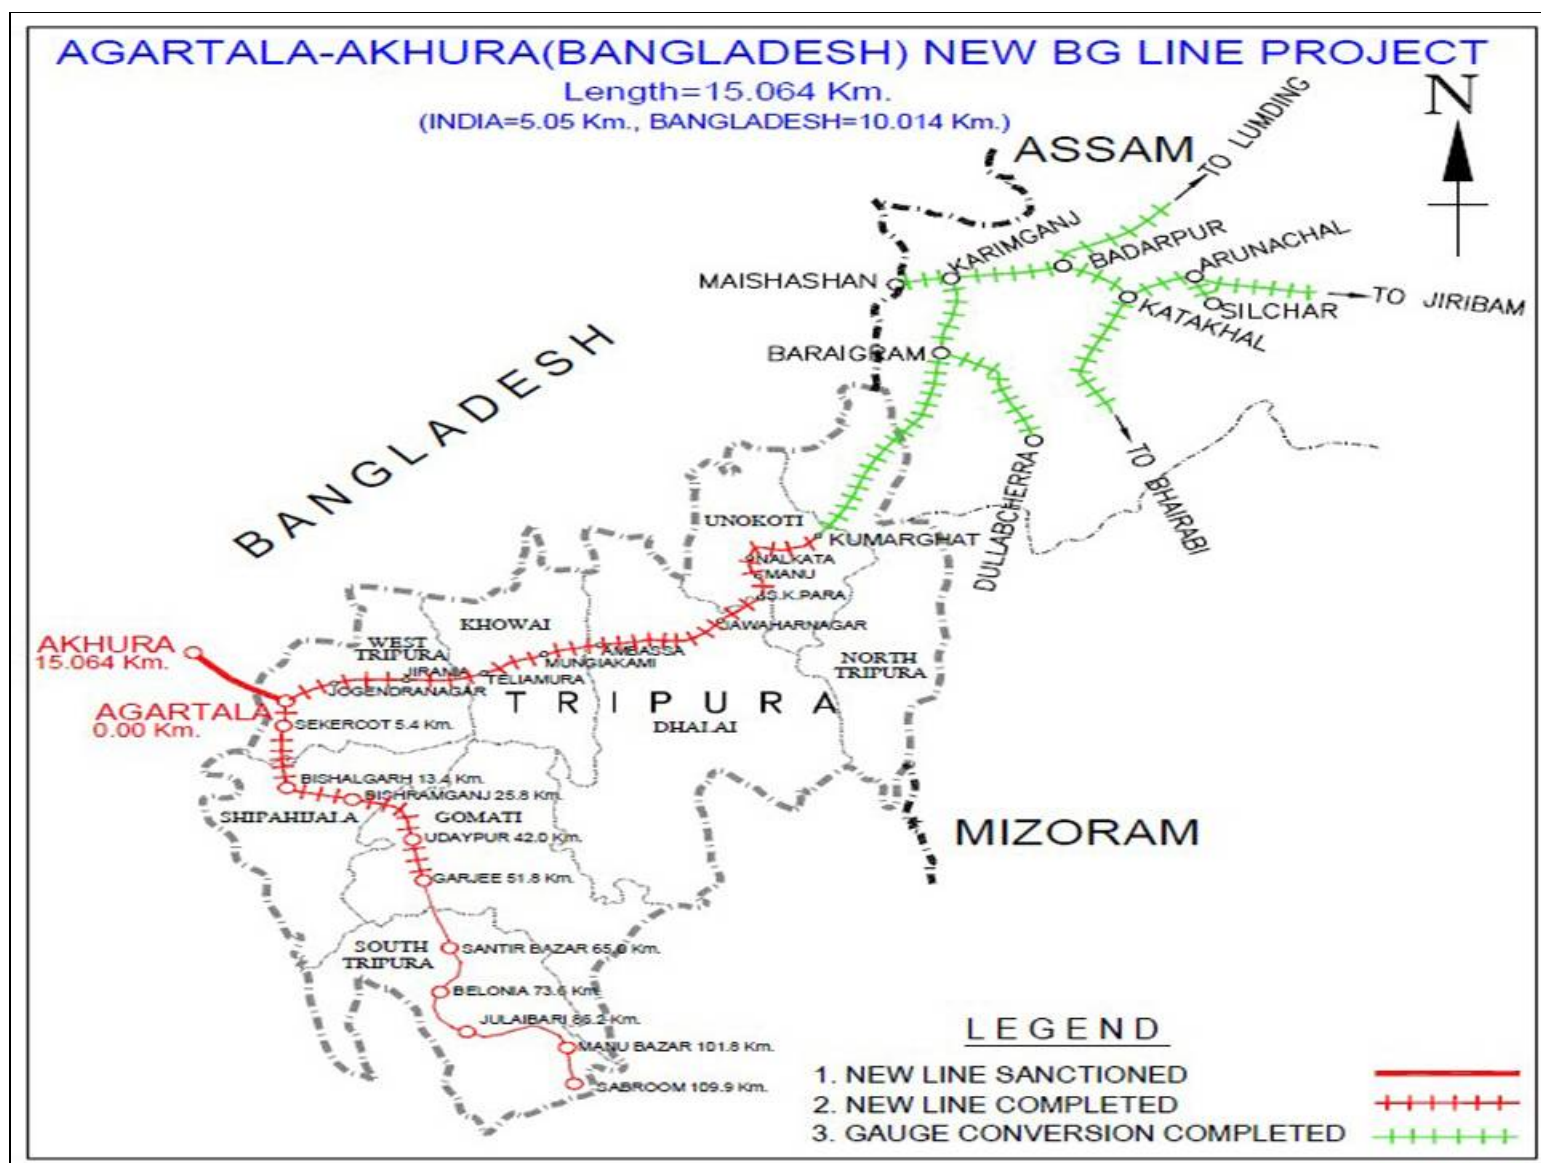 AGARTALA-AKHURA(BANGLADESH) NEW BG LINE PROJECT
Length=15.064 Km.
(INDIA=5.05 Km., BANGLADESH=10.014 Km.)
N
ASSAM
TO LUMDING
KARIMGANJ
BADARPUR
ARUNACHAL
MAISHASHAN
TO JIRIBAM
SILCHAR
KATAKHAL
BARAIGRAM
BANGLADESH
TO BHAIRABI
DULLABCHERRA
UNOKOTI
KUMARGHAT
NALKATA
MANU
S.K.PARA
JAWAHARNAGAR
KHOWAI
WEST
TRIPURA
AKHURA
15.064 Km.
AMBASSA
MUNGIAKAMI
NORTH
TRIPURA
JIRANIA
TELIAMURA
JOGENDRANAGAR
TRIPURA
DHALAI
AGARTALA
0.00 Km.
SEKERCOT 5.4 Km.
BISHALGARH 13.4 Km.
BISHRAMGANJ 25.8 Km.
SHIPAHIJALA
GOMATI
UDAYPUR 42.0 Km.
MIZORAM
GARJEE 51.8 Km.
SOUTH
TRIPURA
SANTIR BAZAR 65.0 Km.
BELONIA 73.6 Km.
JULAIBARI 86.2 Km.
MANU BAZAR 101.8 Km.
SABROOM 109.9 Km.
LEGEND
1. NEW LINE SANCTIONED
2. NEW LINE COMPLETED
3. GAUGE CONVERSION COMPLETED